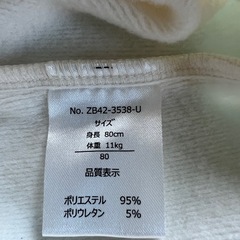 No. ZB42-3538-U
サイズ
身長 80cm
体重 11kg
80
品質表示
ポリエステル 95%
ポリウレタン 5%